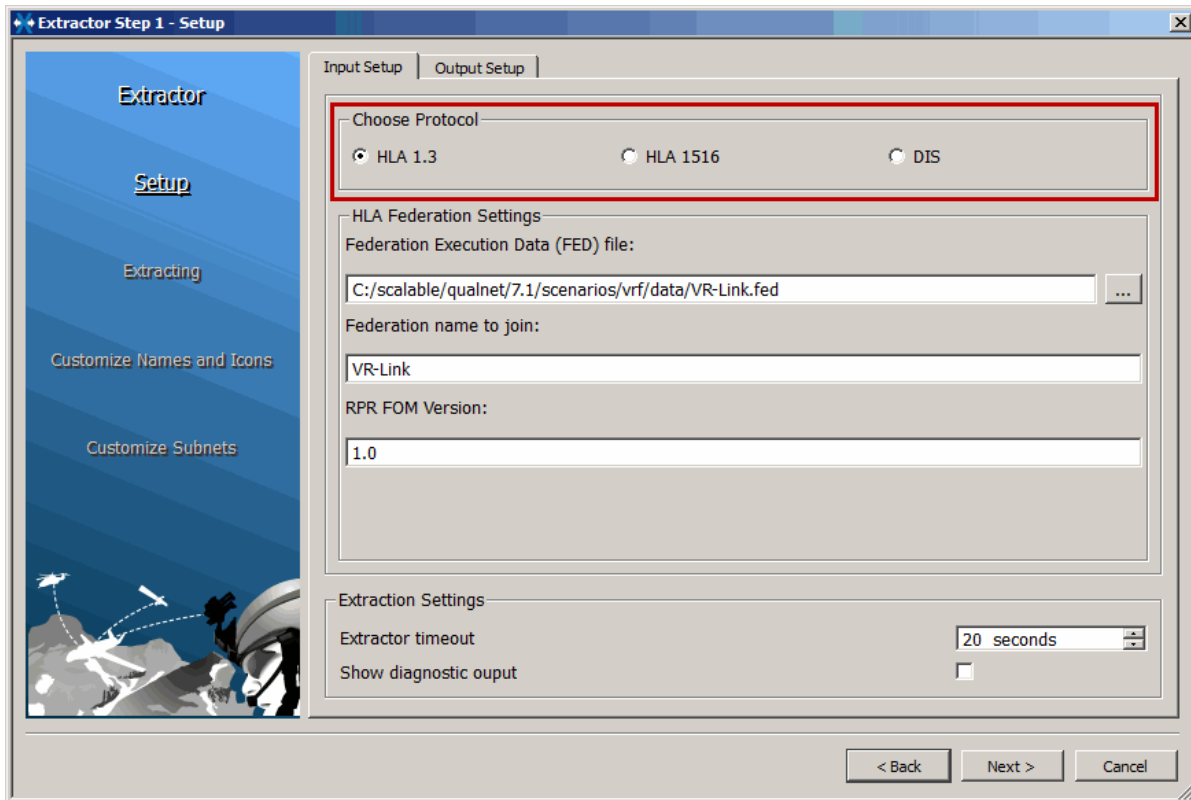 Extractor Step 1 - Setup
Extractor
Setup
Extracting
Customize Names and Icons
Customize Subnets
Input Setup
Output Setup
Choose Protocol
HLA 1.3
HLA 1516
DIS
HLA Federation Settings
Federation Execution Data (FED) file:
C:/scalable/qualnet/7.1/scenarios/vrf/data/VR-Link.fed
...
Federation name to join:
VR-Link
RPR FOM Version:
1.0
Extraction Settings
Extractor timeout
20 seconds
Show diagnostic ouput
< Back
Next >
Cancel